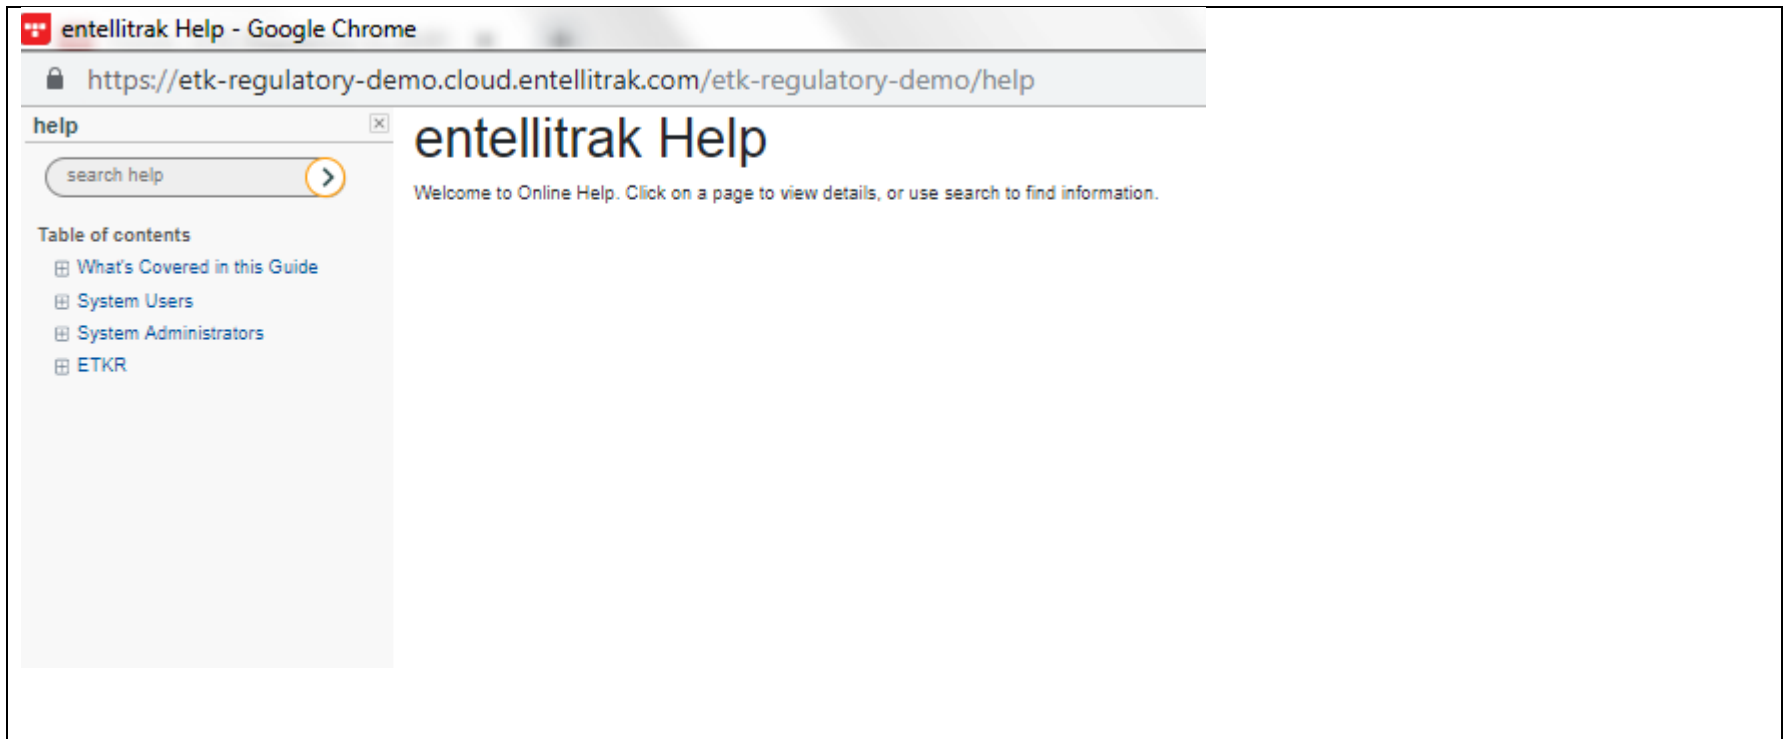 entellitrak Help - Google Chrome
https://etk-regulatory-demo.cloud.entellitrak.com/etk-regulatory-demo/help
help
search help
Table of contents
What's Covered in this Guide
System Users
System Administrators
ETKR
entellitrak Help
Welcome to Online Help. Click on a page to view details, or use search to find information.